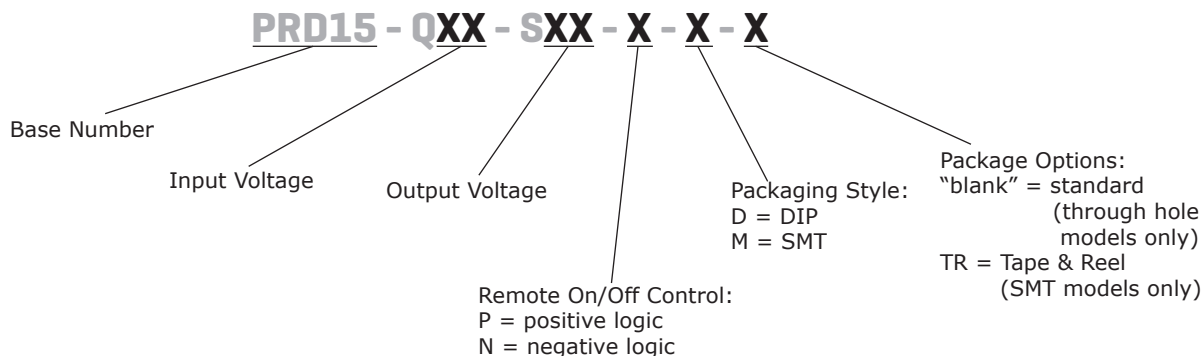 PRD15 - QXX - SXX - X - X - X
Base Number
Input Voltage
Output Voltage
Remote On/Off Control:
P = positive logic
N = negative logic
Packaging Style:
D = DIP
M = SMT
Package Options:
“blank” = standard
(through hole
models only)
TR = Tape & Reel
(SMT models only)